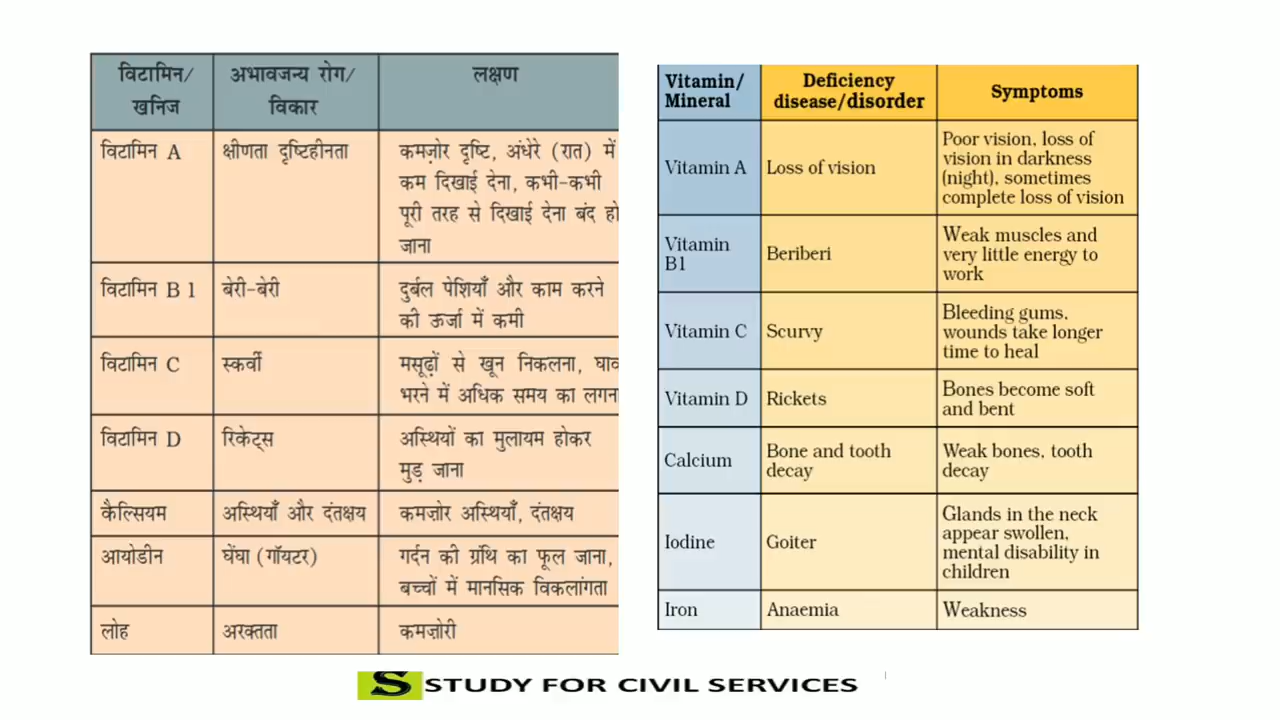 विटामिन/ खनिज
अभावजन्य रोग/ विकार
लक्षण
विटामिन A
क्षीणता दृष्टिहीनता
कमज़ोर दृष्टि, अंधेरे (रात) में
कम दिखाई देना, कभी-कभी
पूरी तरह से दिखाई देना बंद हो
जाना
विटामिन B 1
बेरी-बेरी
दुर्बल पेशियाँ और काम करने
की ऊर्जा में कमी
विटामिन C
स्कर्वी
मसूढ़ों से खून निकलना, घाव
भरने में अधिक समय का लगना
विटामिन D
रिकेट्स
अस्थियों का मुलायम होकर
मुड़ जाना
कैल्सियम
अस्थियाँ और दंतक्षय
कमज़ोर अस्थियाँ, दंतक्षय
आयोडीन
घेंघा (गॉयटर)
गर्दन की ग्रंथि का फूल जाना,
बच्चों में मानसिक विकलांगता
लोह
अरक्तता
कमज़ोरी
Vitamin/
Mineral
Deficiency
disease/disorder
Symptoms
Vitamin A
Loss of vision
Poor vision, loss of
vision in darkness
(night), sometimes
complete loss of vision
Vitamin
B1
Beriberi
Weak muscles and
very little energy to
work
Vitamin C
Scurvy
Bleeding gums,
wounds take longer
time to heal
Vitamin D
Rickets
Bones become soft
and bent
Calcium
Bone and tooth
decay
Weak bones, tooth
decay
Iodine
Goiter
Glands in the neck
appear swollen,
mental disability in
children
Iron
Anaemia
Weakness
S STUDY FOR CIVIL SERVICES